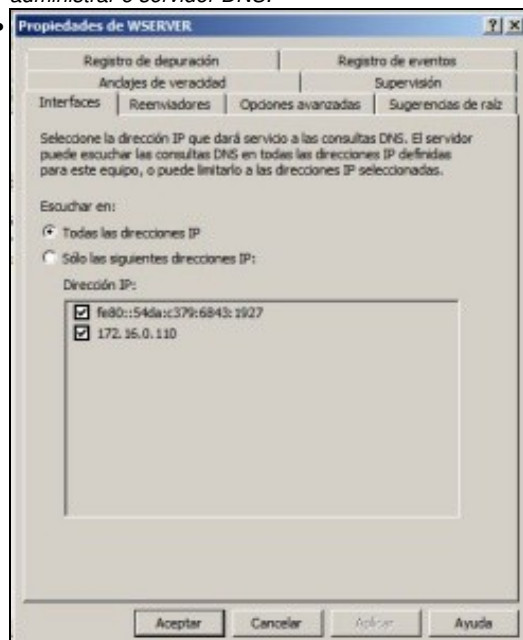 administrar o servidor DNS.
Propiedades de WSERVER
Registro de depuración Registro de eventos
Anclajes de veracidad Supervisión
Interfaces Reenviadores Opciones avanzadas Sugerencias de raíz
Seleccione la dirección IP que dará servicio a las consultas DNS. El servidor
puede escuchar las consultas DNS en todas las direcciones IP definidas
para este equipo, o puede limitarlo a las direcciones IP seleccionadas.
Escuchar en:
Todas las direcciones IP
Sólo las siguientes direcciones IP:
Dirección IP:
fe80::54da:c379:6843:1927
172.16.0.110
Aceptar Cancelar Aplicar Ayuda